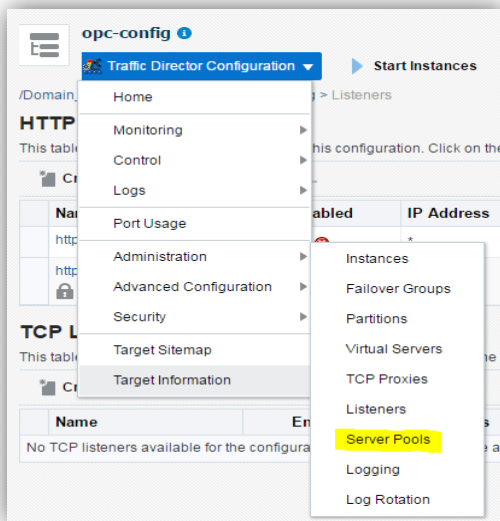 opc-config
Traffic Director Configuration
Start Instances
/Domain_ g > Listeners
HTTP
This table his configuration. Click on the
Cr
Na abled IP Address
http *
http
TCP L
This table ne
Cr
Name En s
No TCP listeners available for the configura e a
Home
Monitoring
Control
Logs
Port Usage
Administration
Advanced Configuration
Security
Target Sitemap
Target Information
Instances
Failover Groups
Partitions
Virtual Servers
TCP Proxies
Listeners
Server Pools
Logging
Log Rotation